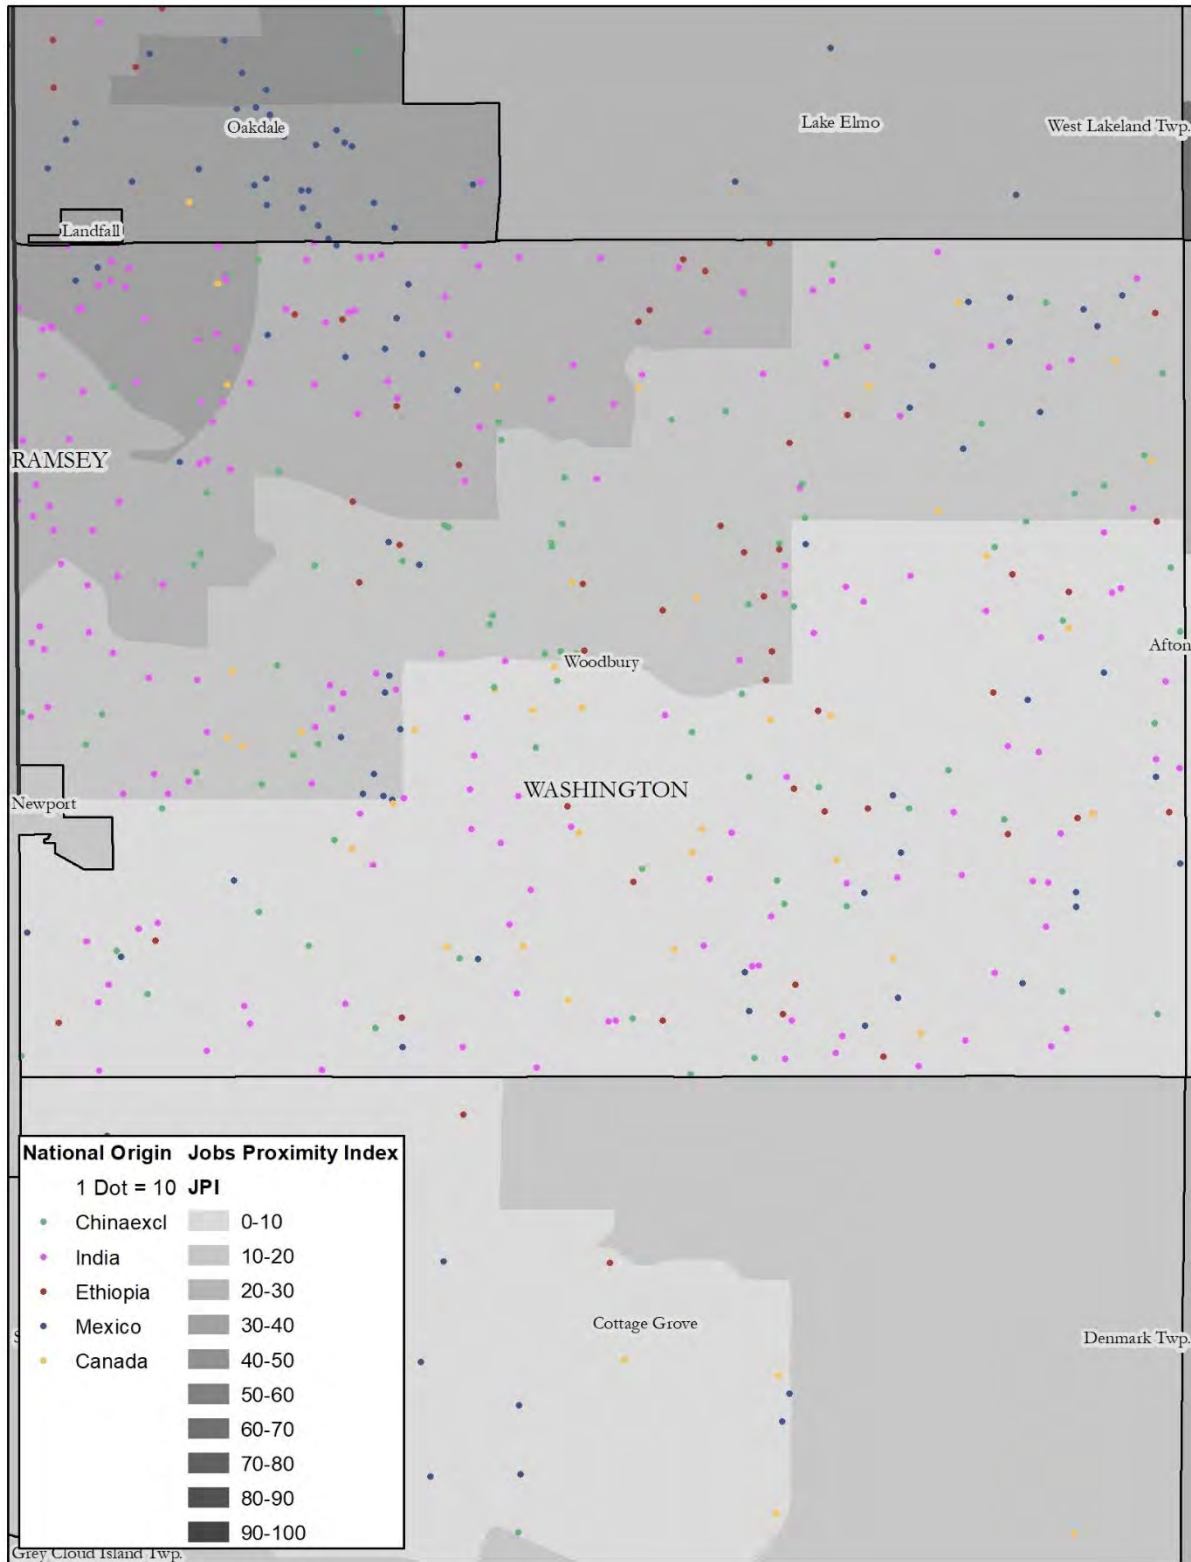 Oakdale
Lake Elmo
West Lakeland Twp.
Landfall
RAMSEY
Woodbury
Afton
WASHINGTON
Newport
National Origin Jobs Proximity Index
1 Dot = 10 JPI
Chinaexcl 0-10
India 10-20
Ethiopia 20-30
Mexico 30-40
Canada 40-50
50-60
60-70
70-80
80-90
90-100
Cottage Grove
Denmark Twp.
Grey Cloud Island Twp.